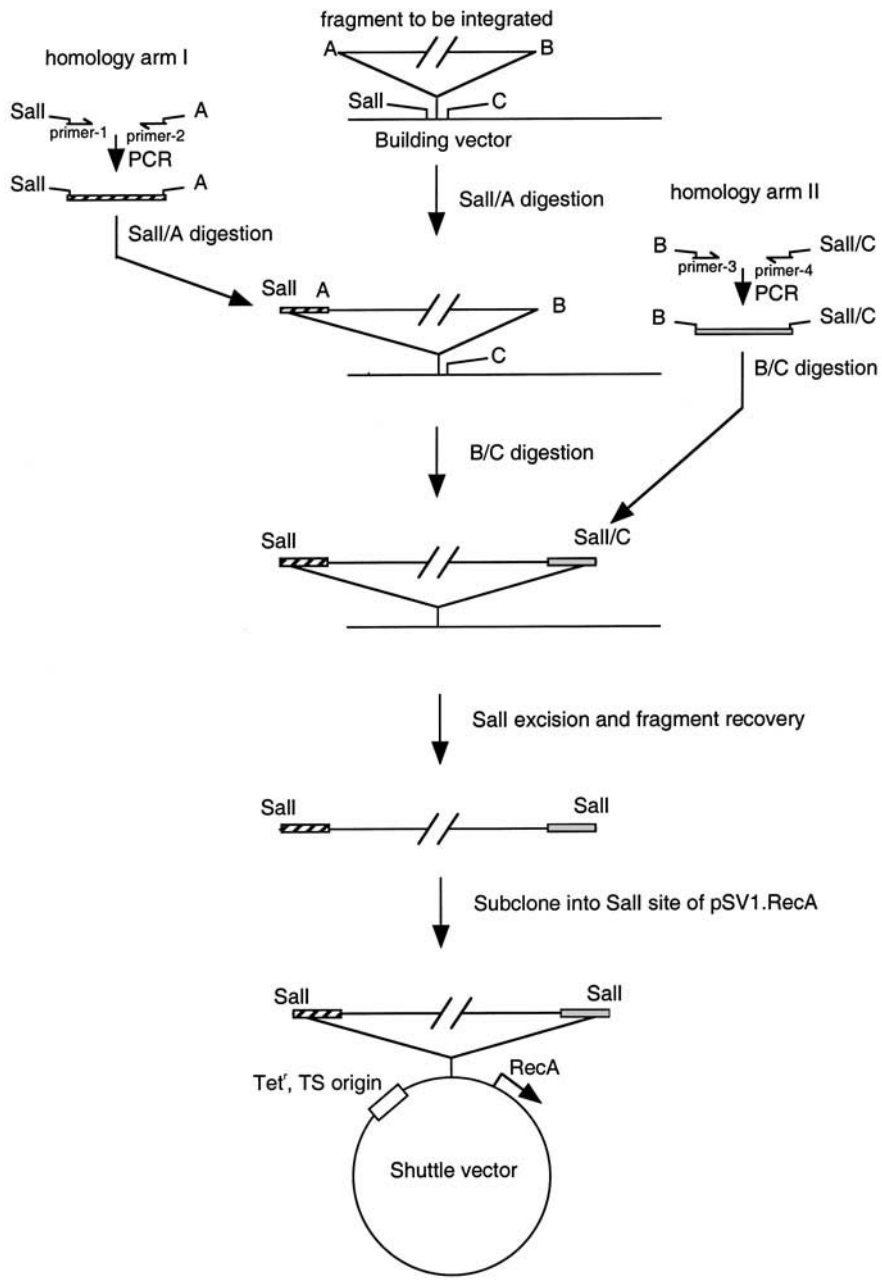 fragment to be integrated
A B
homology arm I
SalI C
SalI A
primer-1 primer-2
Building vector
PCR
SalI A
SalI/A digestion
homology arm II
SalI/A digestion
B SalI/C
primer-3 primer-4
PCR
SalI A B
B SalI/C
C
B/C digestion
B/C digestion
SalI SalI/C
SalI excision and fragment recovery
SalI SalI
Subclone into SalI site of pSV1.RecA
SalI SalI
Tetr, TS origin RecA
Shuttle vector